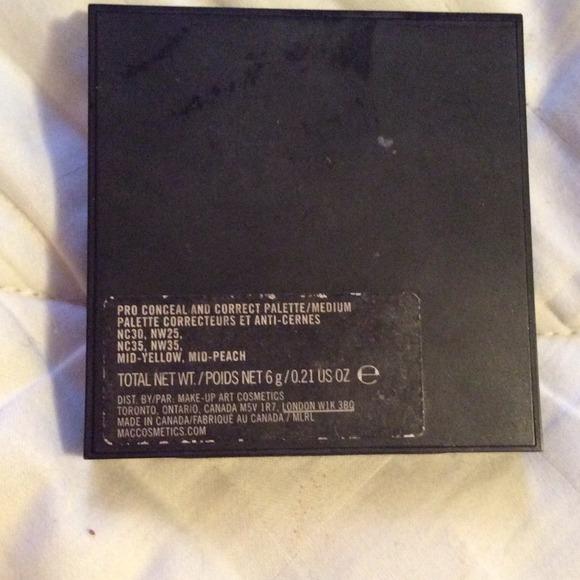 PRO CONCEAL AND CORRECT PALETTE/MEDIUM
PALETTE CORRECTEURS ET ANTI-CERNES
NC30, NW25,
NC35, NW35,
MID-YELLOW, MID-PEACH
TOTAL NET WT./POIDS NET 6 g/0.21 US OZ ℮
DIST. BY/PAR. MAKE-UP ART COSMETICS
TORONTO, ONTARIO, CANADA M5V 1R7, LONDON W1K 3BQ
MADE IN CANADA/FABRIQUÉ AU CANADA / MLRL
MACCOSMETICS.COM